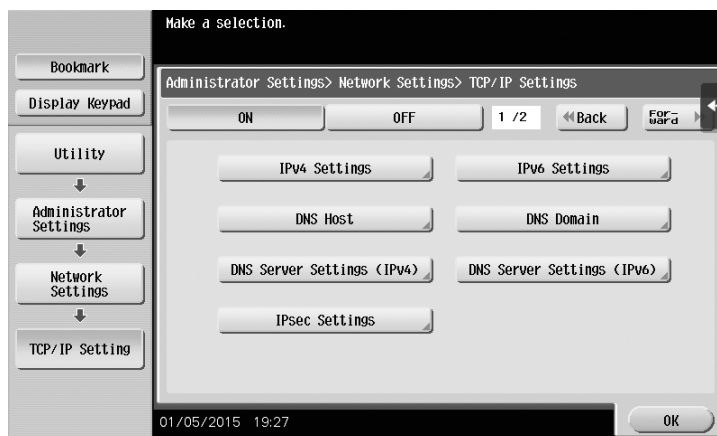 Make a selection.
Bookmark
Display Keypad
Utility
Administrator
Settings
Network
Settings
TCP/IP Setting
Administrator Settings> Network Settings> TCP/IP Settings
ON OFF 1 /2 Back For-
ward
IPv4 Settings IPv6 Settings
DNS Host DNS Domain
DNS Server Settings (IPv4) DNS Server Settings (IPv6)
IPsec Settings
01/05/2015 19:27
OK